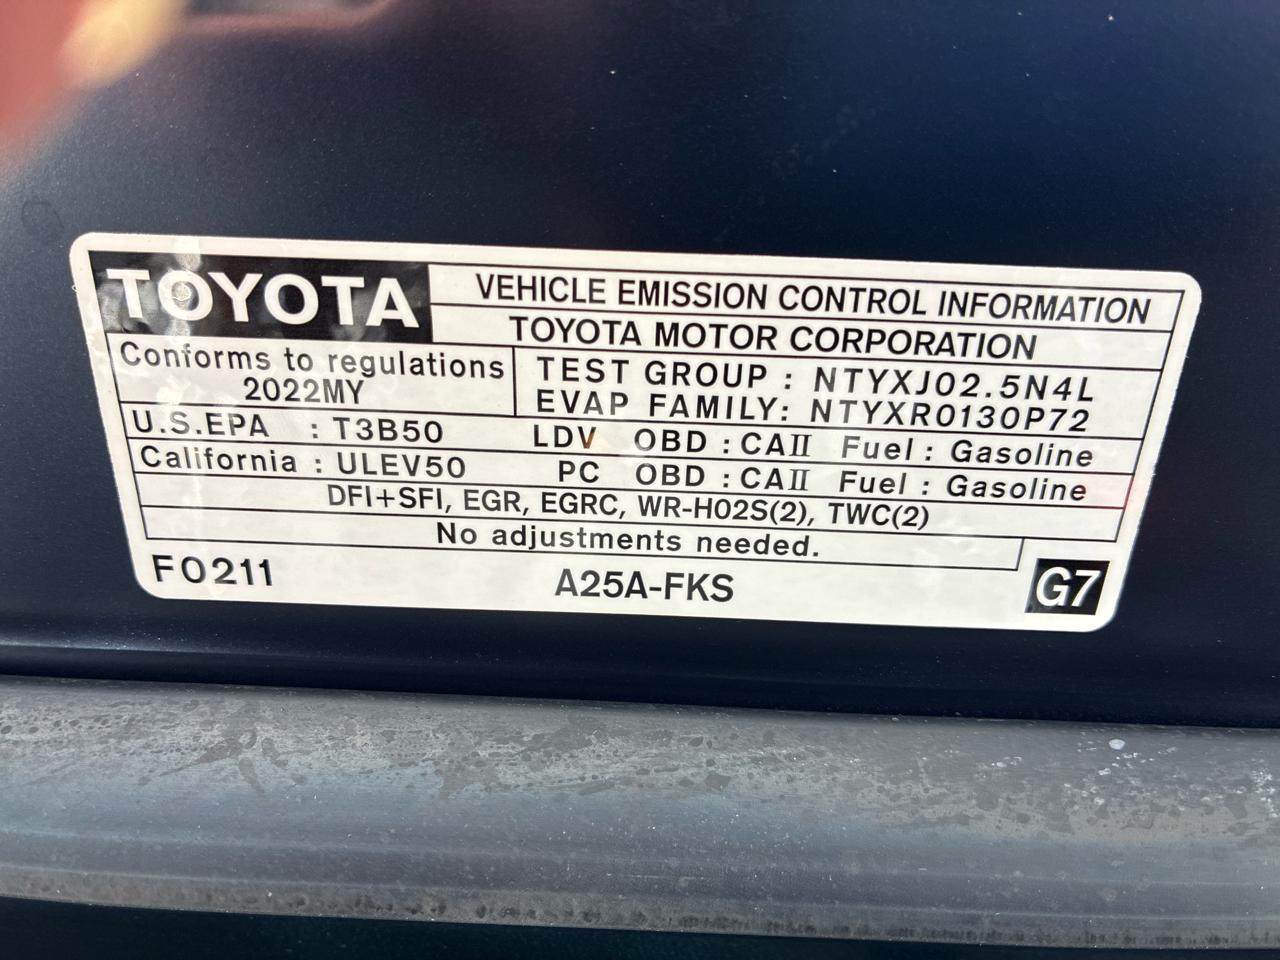 TOYOTA
VEHICLE EMISSION CONTROL INFORMATION
TOYOTA MOTOR CORPORATION
Conforms to regulations
2022MY
TEST GROUP : NTYXJ02.5N4L
EVAP FAMILY: NTYXR0130P72
U.S.EPA : T3B50 LDV OBD : CAII Fuel : Gasoline
California : ULEV50 PC OBD : CAII Fuel : Gasoline
DFI+SFI, EGR, EGRC, WR-HO2S(2), TWC(2)
No adjustments needed.
F0211 A25A-FKS G7